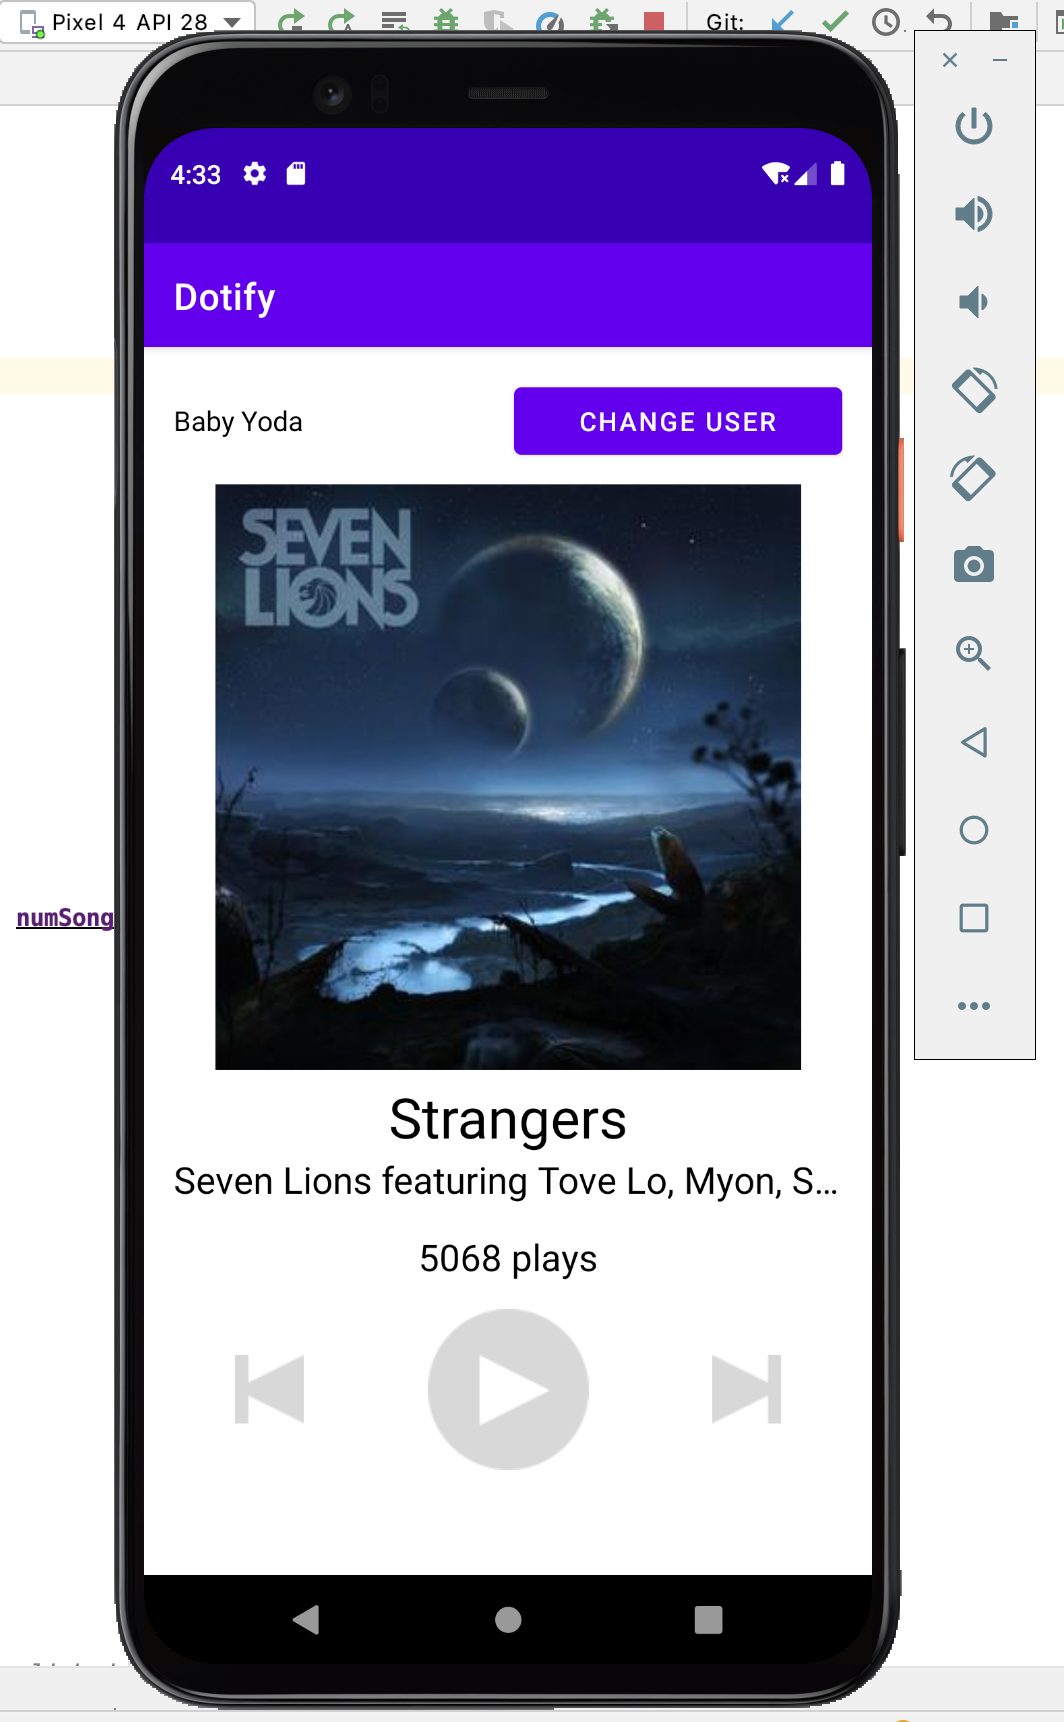 Pixel 4 API 28
Git:
4:33
Dotify
Baby Yoda
CHANGE USER
SEVEN
LIONS
numSong
Strangers
Seven Lions featuring Tove Lo, Myon, S...
5068 plays